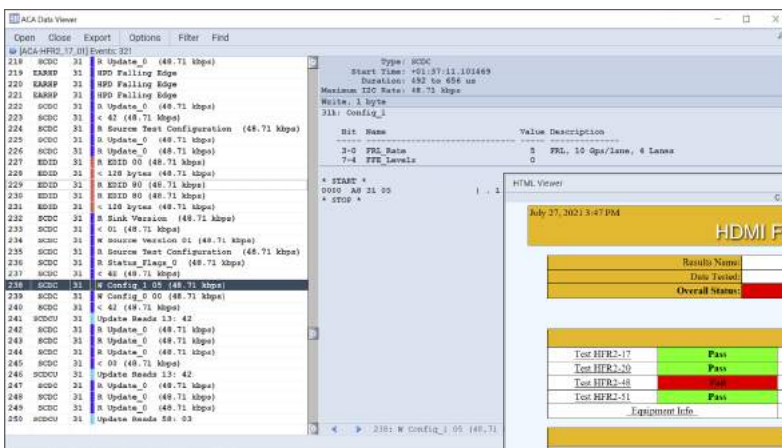 ACA Data Viewer
Open Close Export Options Filter Find
[ACA-HFR2_17_01] Events: 321
218 SCDC 31 R Update_0 (48.71 kbps)
219 EARHP 31 HPD Falling Edge
220 EARHP 31 HPD Falling Edge
221 EARHP 31 HPD Falling Edge
222 SCDC 31 R Update_0 (48.71 kbps)
223 SCDC 31 < 42 (48.71 kbps)
224 SCDC 31 R Source Test Configuration (48.71 kbps)
225 SCDC 31 R Update_0 (48.71 kbps)
226 SCDC 31 R Update_0 (48.71 kbps)
227 EDID 31 R EDID 00 (48.71 kbps)
228 EDID 31 < 128 bytes (48.71 kbps)
229 EDID 31 R EDID 80 (48.71 kbps)
230 EDID 31 R EDID 80 (48.71 kbps)
231 EDID 31 < 128 bytes (48.71 kbps)
232 SCDC 31 R Sink Version (48.71 kbps)
233 SCDC 31 < 01 (48.71 kbps)
234 SCDC 31 W Source Version 01 (48.71 kbps)
235 SCDC 31 R Source Test Configuration (48.71 kbps)
236 SCDC 31 R Status_Flags_0 (48.71 kbps)
237 SCDC 31 < 42 (48.71 kbps)
238 SCDC 31 W Config_1 05 (48.71 kbps)
239 SCDC 31 W Config_0 00 (48.71 kbps)
240 SCDC 31 < 42 (48.71 kbps)
241 SCDCU 31 Update Reads 13: 42
242 SCDC 31 R Update_0 (48.71 kbps)
243 SCDC 31 R Update_0 (48.71 kbps)
244 SCDC 31 R Update_0 (48.71 kbps)
245 SCDC 31 < 00 (48.71 kbps)
246 SCDCU 31 Update Reads 13: 42
247 SCDC 31 R Update_0 (48.71 kbps)
248 SCDC 31 R Update_0 (48.71 kbps)
249 SCDC 31 R Update_0 (48.71 kbps)
250 SCDCU 31 Update Reads 58: 03
Type: SCDC
Start Time: +01:37:11.101469
Duration: 492 to 656 us
Maximum I2C Rate: 48.71 kbps
Write, 1 byte
31h: Config_1
Bit Name Value Description
3-0 FRL_Rate 5 FRL, 10 Gps/lane, 4 Lanes
7-4 FFE_Levels 0
* START *
0000 A8 31 05 | . 1
* STOP *
238: W Config_1 05 (48.71
HTML Viewer
July 27, 2021 3:47 PM
HDMI F
Results Name:
Date Tested:
Overall Status:
Test HFR2-17 Pass
Test HFR2-20 Pass
Test HFR2-48 Fail
Test HFR2-51 Pass
Equipment Info